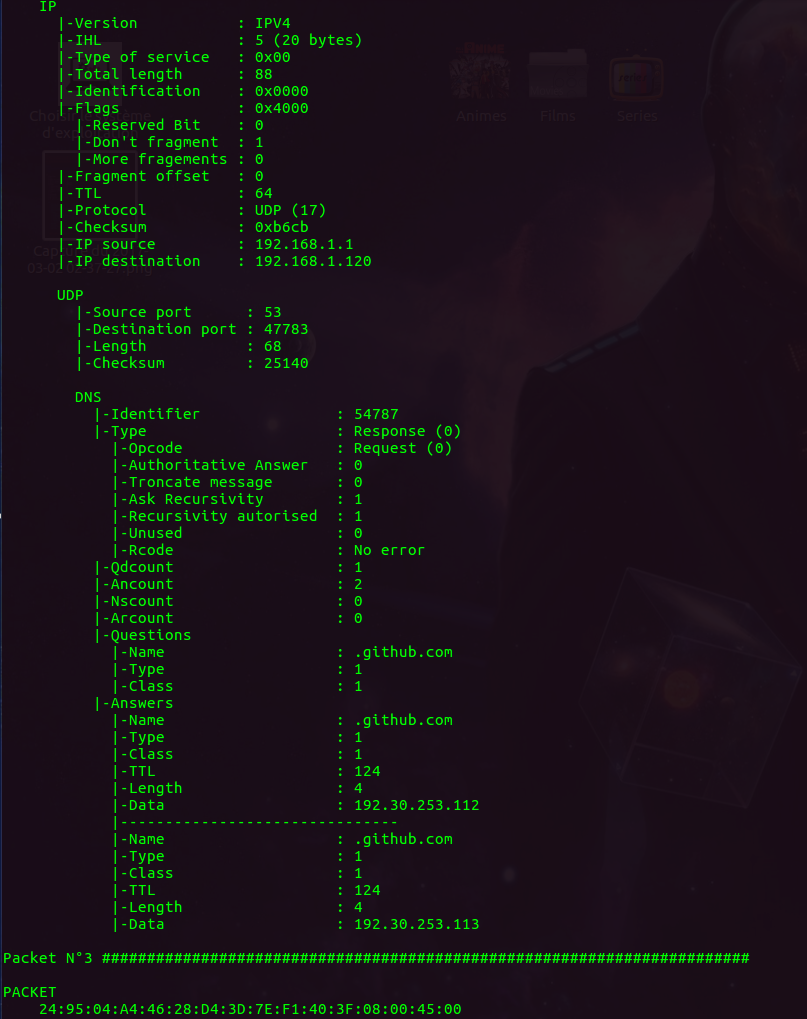 IP
|-Version : IPV4
|-IHL : 5 (20 bytes)
|-Type of service : 0x00
|-Total length : 88
|-Identification : 0x0000
|-Flags : 0x4000
|-Reserved Bit : 0
|-Don't fragment : 1
|-More fragements : 0
|-Fragment offset : 0
|-TTL : 64
|-Protocol : UDP (17)
|-Checksum : 0xb6cb
|-IP source : 192.168.1.1
|-IP destination : 192.168.1.120
Animes
Films
Series
UDP
|-Source port : 53
|-Destination port : 47783
|-Length : 68
|-Checksum : 25140
DNS
|-Identifier : 54787
|-Type : Response (0)
|-Opcode : Request (0)
|-Authoritative Answer : 0
|-Troncate message : 0
|-Ask Recursivity : 1
|-Recursivity autorised : 1
|-Unused : 0
|-Rcode : No error
|-Qdcount : 1
|-Ancount : 2
|-Nscount : 0
|-Arcount : 0
|-Questions
|-Name : .github.com
|-Type : 1
|-Class : 1
|-Answers
|-Name : .github.com
|-Type : 1
|-Class : 1
|-TTL : 124
|-Length : 4
|-Data : 192.30.253.112
|-------------------------------
|-Name : .github.com
|-Type : 1
|-Class : 1
|-TTL : 124
|-Length : 4
|-Data : 192.30.253.113
Packet N°3 ########################################################################
PACKET
24:95:04:A4:46:28:D4:3D:7E:F1:40:3F:08:00:45:00